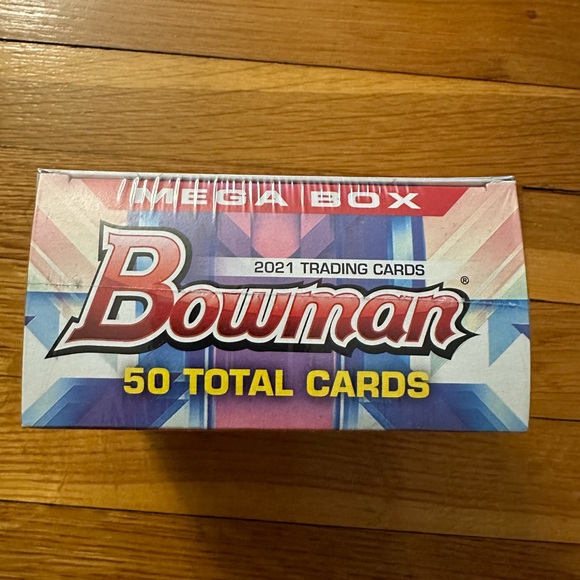 MEGA BOX
2021 TRADING CARDS
Bowman®
50 TOTAL CARDS